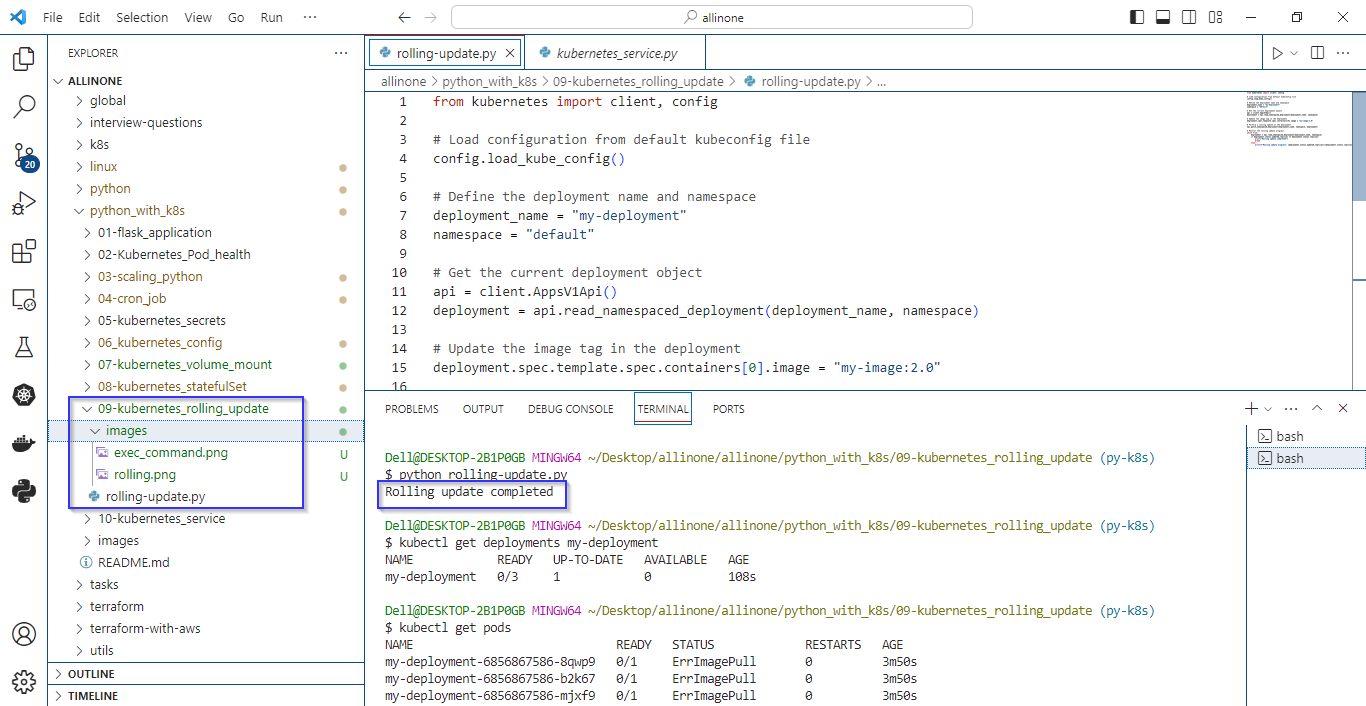 File Edit Selection View Go Run ··· allinone
EXPLORER ···
ALLINONE
global
interview-questions
k8s
linux
python
python_with_k8s
01-flask_application
02-Kubernetes_Pod_health
03-scaling_python
04-cron_job
05-kubernetes_secrets
06_kubernetes_config
07-kubernetes_volume_mount
08-kubernetes_statefulSet
09-kubernetes_rolling_update
images
exec_command.png U
rolling.png U
rolling-update.py
10-kubernetes_service
images
README.md
tasks
terraform
terraform-with-aws
utils
OUTLINE
TIMELINE
20
rolling-update.py kubernetes_service.py
allinone > python_with_k8s > 09-kubernetes_rolling_update > rolling-update.py > ...
1 from kubernetes import client, config
2
3 # Load configuration from default kubeconfig file
4 config.load_kube_config()
5
6 # Define the deployment name and namespace
7 deployment_name = "my-deployment"
8 namespace = "default"
9
10 # Get the current deployment object
11 api = client.AppsV1Api()
12 deployment = api.read_namespaced_deployment(deployment_name, namespace)
13
14 # Update the image tag in the deployment
15 deployment.spec.template.spec.containers[0].image = "my-image:2.0"
16
PROBLEMS OUTPUT DEBUG CONSOLE TERMINAL PORTS
bash
bash
Dell@DESKTOP-2B1P0GB MINGW64 ~/Desktop/allinone/allinone/python_with_k8s/09-kubernetes_rolling_update (py-k8s)
$ python rolling-update.py
Rolling update completed
Dell@DESKTOP-2B1P0GB MINGW64 ~/Desktop/allinone/allinone/python_with_k8s/09-kubernetes_rolling_update (py-k8s)
$ kubectl get deployments my-deployment
NAME READY UP-TO-DATE AVAILABLE AGE
my-deployment 0/3 1 0 108s
Dell@DESKTOP-2B1P0GB MINGW64 ~/Desktop/allinone/allinone/python_with_k8s/09-kubernetes_rolling_update (py-k8s)
$ kubectl get pods
NAME READY STATUS RESTARTS AGE
my-deployment-6856867586-8qwp9 0/1 ErrImagePull 0 3m50s
my-deployment-6856867586-b2k67 0/1 ErrImagePull 0 3m50s
my-deployment-6856867586-mjxf9 0/1 ErrImagePull 0 3m50s